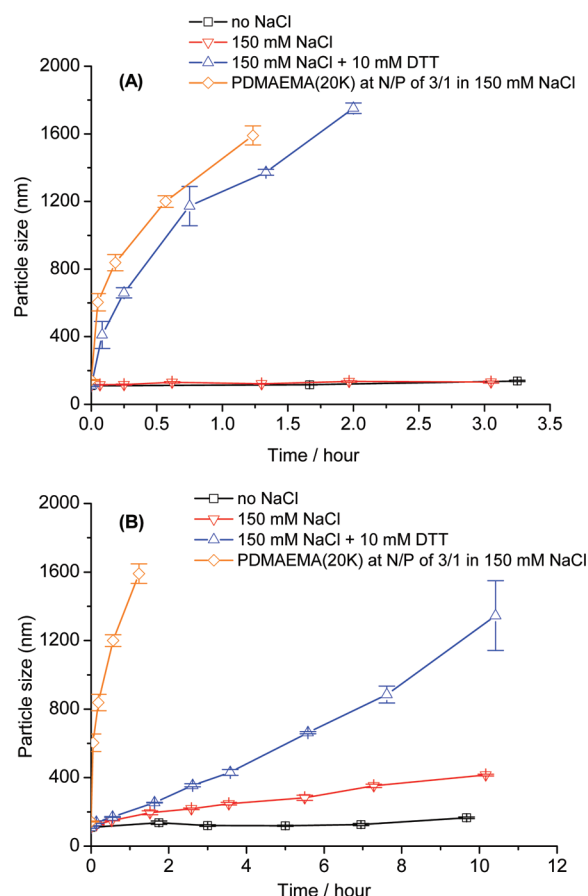 no NaCl
150 mM NaCl
150 mM NaCl + 10 mM DTT
PDMAEMA(20K) at N/P of 3/1 in 150 mM NaCl
(A)
2000
1600
1200
800
400
0
Particle size (nm)
0.0 0.5 1.0 1.5 2.0 2.5 3.0 3.5
Time / hour
no NaCl
150 mM NaCl
150 mM NaCl + 10 mM DTT
PDMAEMA(20K) at N/P of 3/1 in 150 mM NaCl
(B)
2000
1600
1200
800
400
0
Particle size (nm)
0 2 4 6 8 10 12
Time / hour